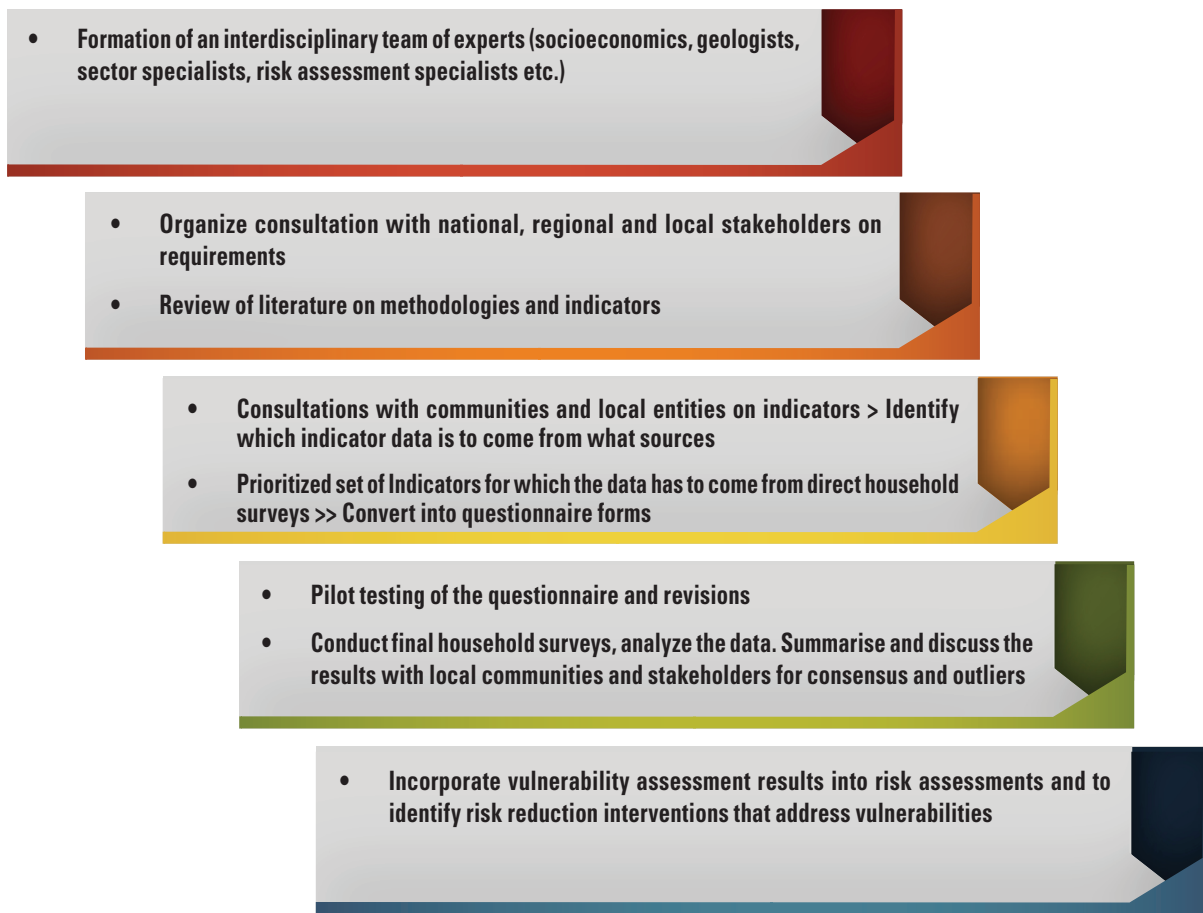 • Formation of an interdisciplinary team of experts (socioeconomics, geologists,
sector specialists, risk assessment specialists etc.)
• Organize consultation with national, regional and local stakeholders on
requirements
• Review of literature on methodologies and indicators
• Consultations with communities and local entities on indicators > Identify
which indicator data is to come from what sources
• Prioritized set of Indicators for which the data has to come from direct household
surveys >> Convert into questionnaire forms
• Pilot testing of the questionnaire and revisions
• Conduct final household surveys, analyze the data. Summarise and discuss the
results with local communities and stakeholders for consensus and outliers
• Incorporate vulnerability assessment results into risk assessments and to
identify risk reduction interventions that address vulnerabilities